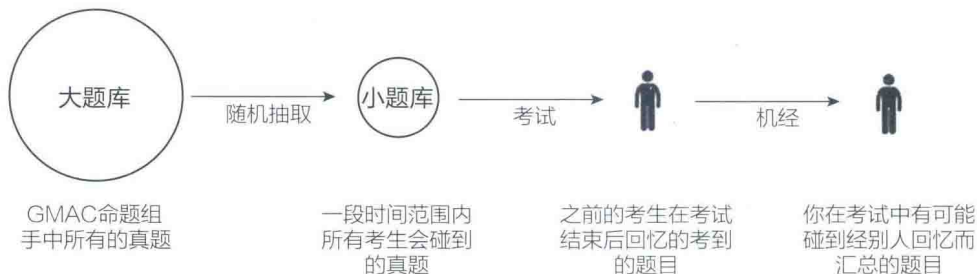 大题库
随机抽取
小题库
考试
机经
GMAC命题组
手中所有的真题
一段时间范围内
所有考生会碰到
的真题
之前的考生在考试
结束后回忆的考到
的题目
你在考试中有可能
碰到经别人回忆而
汇总的题目